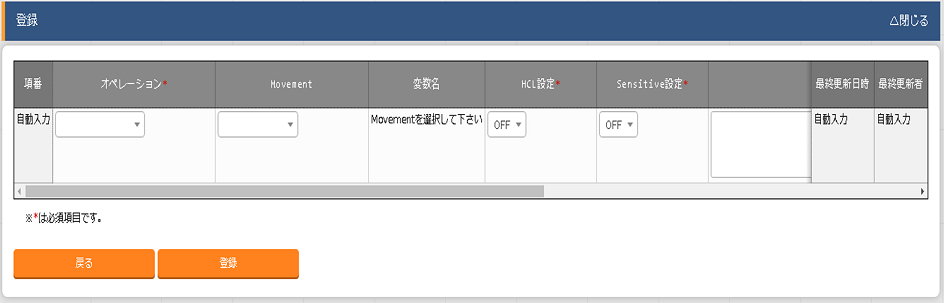 登録
△閉じる
項番 オペレーション* Movement 変数名 HCL設定* Sensitive設定* 最終更新日時 最終更新者
自動入力 Movementを選択して下さい OFF OFF 自動入力 自動入力
※*は必須項目です。
戻る 登録